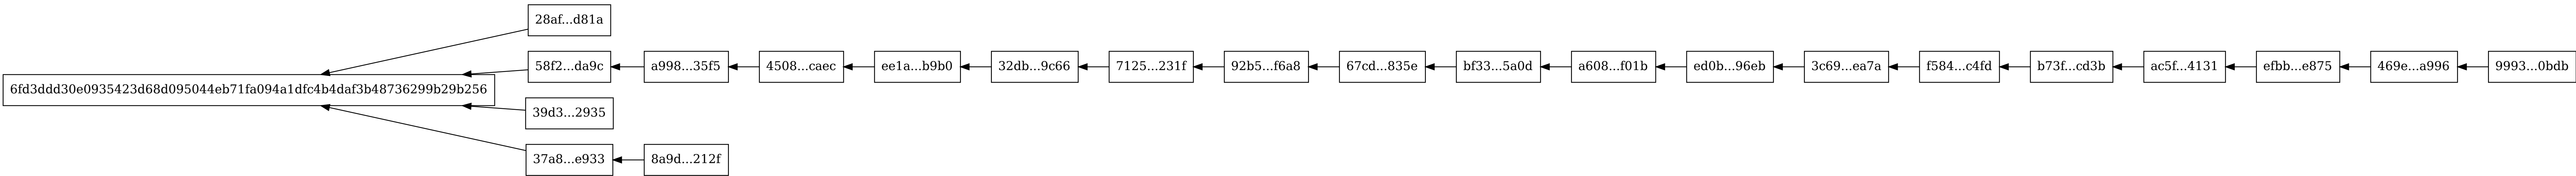 28af...d81a
58f2...da9c a998...35f5 4508...caec ee1a...b9b0 32db...9c66 7125...231f 92b5...f6a8 67cd...835e bf33...5a0d a608...f01b ed0b...96eb 3c69...ea7a f584...c4fd b73f...cd3b ac5f...4131 efbb...e875 469e...a996 9993...0bdb
6fd3ddd30e0935423d68d095044eb71fa094a1dfc4b4daf3b48736299b29b256
39d3...2935
37a8...e933 8a9d...212f